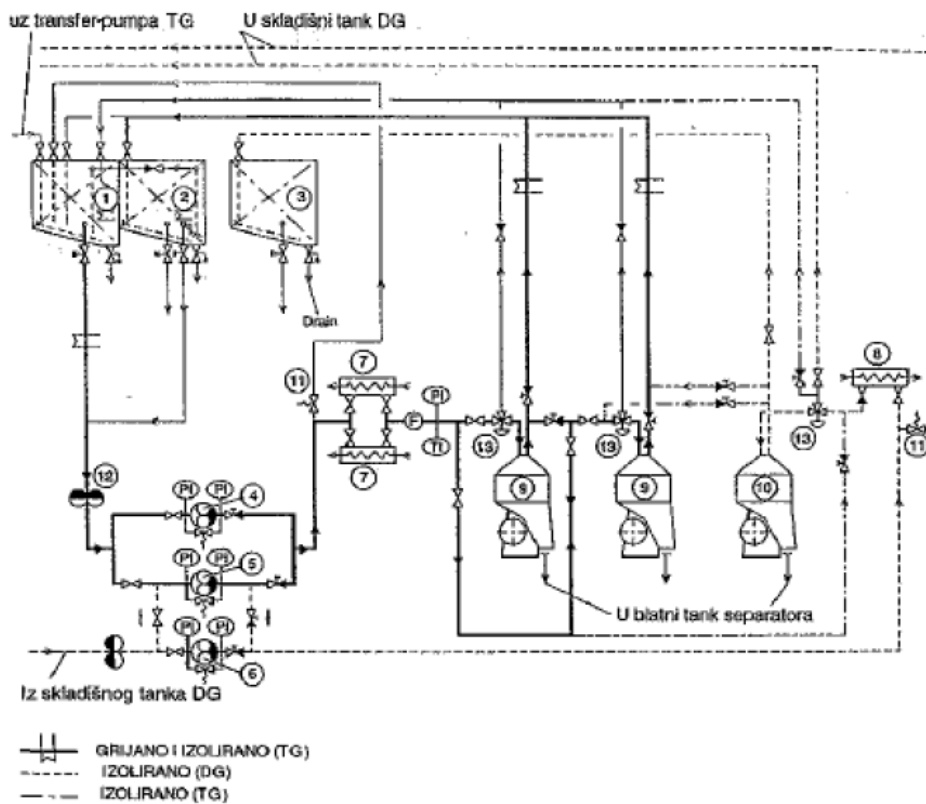 uz transfer-pumpa TG
U skladišni tank DG
1
2
3
Drain
7
11
PI
F
TI
7
8
13
13
13
11
12
PI
PI
4
9
9
10
PI
PI
5
U blatni tank separatora
PI
PI
6
Iz skladišnog tanka DG
GRIJANO I IZOLIRANO (TG)
IZOLIRANO (DG)
IZOLIRANO (TG)